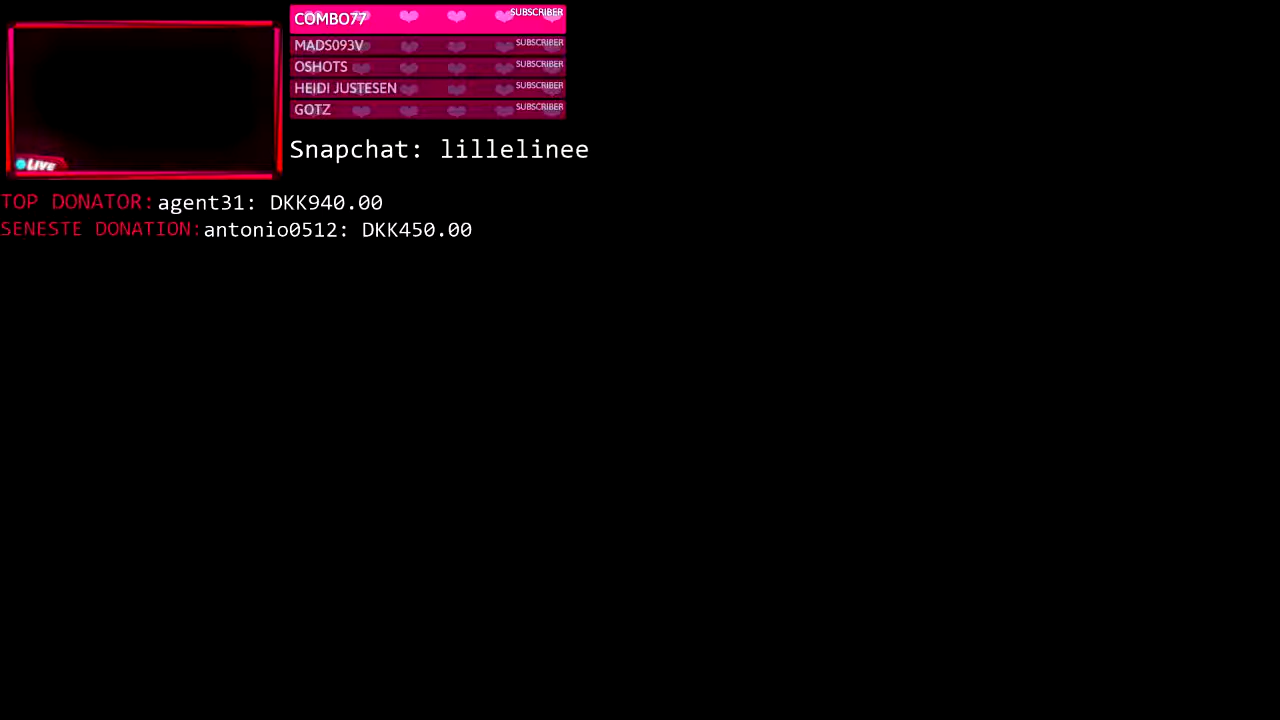 COMBO77 SUBSCRIBER
MADS093V SUBSCRIBER
OSHOTS SUBSCRIBER
HEIDI JUSTESEN SUBSCRIBER
GOTZ SUBSCRIBER
Snapchat: lillelinee
LIVE
TOP DONATOR: agent31: DKK940.00
SENESTE DONATION: antonio0512: DKK450.00